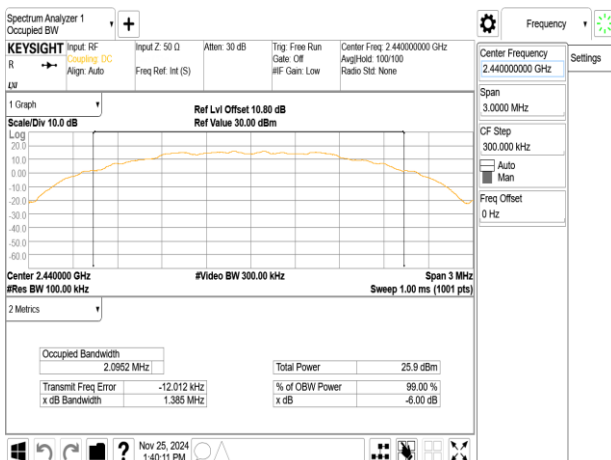 Spectrum Analyzer 1
Occupied BW
Frequency
KEYSIGHT
R
Input: RF
Coupling: DC
Align: Auto
Input Z: 50 Ω
Freq Ref: Int (S)
Atten: 30 dB
Trig: Free Run
Gate: Off
#IF Gain: Low
Center Freq: 2.440000000 GHz
Avg|Hold: 100/100
Radio Std: None
1 Graph
Scale/Div 10.0 dB
Ref Lvl Offset 10.80 dB
Ref Value 30.00 dBm
Log
20.0
10.0
0.00
-10.0
-20.0
-30.0
-40.0
-50.0
-60.0
Center 2.440000 GHz
#Video BW 300.00 kHz
Span 3 MHz
#Res BW 100.00 kHz
Sweep 1.00 ms (1001 pts)
2 Metrics
Occupied Bandwidth
2.0952 MHz
Total Power 25.9 dBm
Transmit Freq Error -12.012 kHz
% of OBW Power 99.00 %
x dB Bandwidth 1.385 MHz
x dB -6.00 dB
Nov 25, 2024
1:40:11 PM
Center Frequency
2.440000000 GHz
Settings
Span
3.0000 MHz
CF Step
300.000 kHz
Auto
Man
Freq Offset
0 Hz